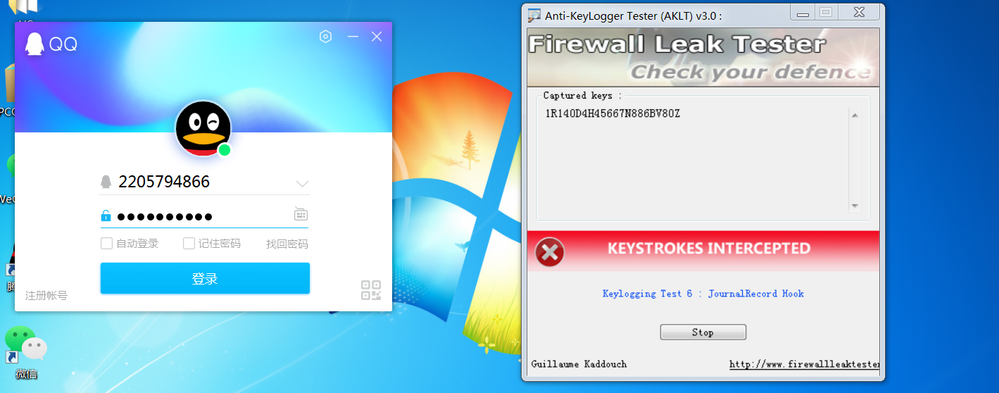 QQ
2205794866
●●●●●●●●●●
自动登录
记住密码
找回密码
登录
注册帐号
微信
Anti-KeyLogger Tester (AKLT) v3.0 :
Firewall Leak Tester
Check your defence
Captured keys :
1R140D4H45667N886BV80Z
KEYSTROKES INTERCEPTED
Keylogging Test 6 : JournalRecord Hook
Stop
Guillaume Kaddouch
http://www.firewallleaktester